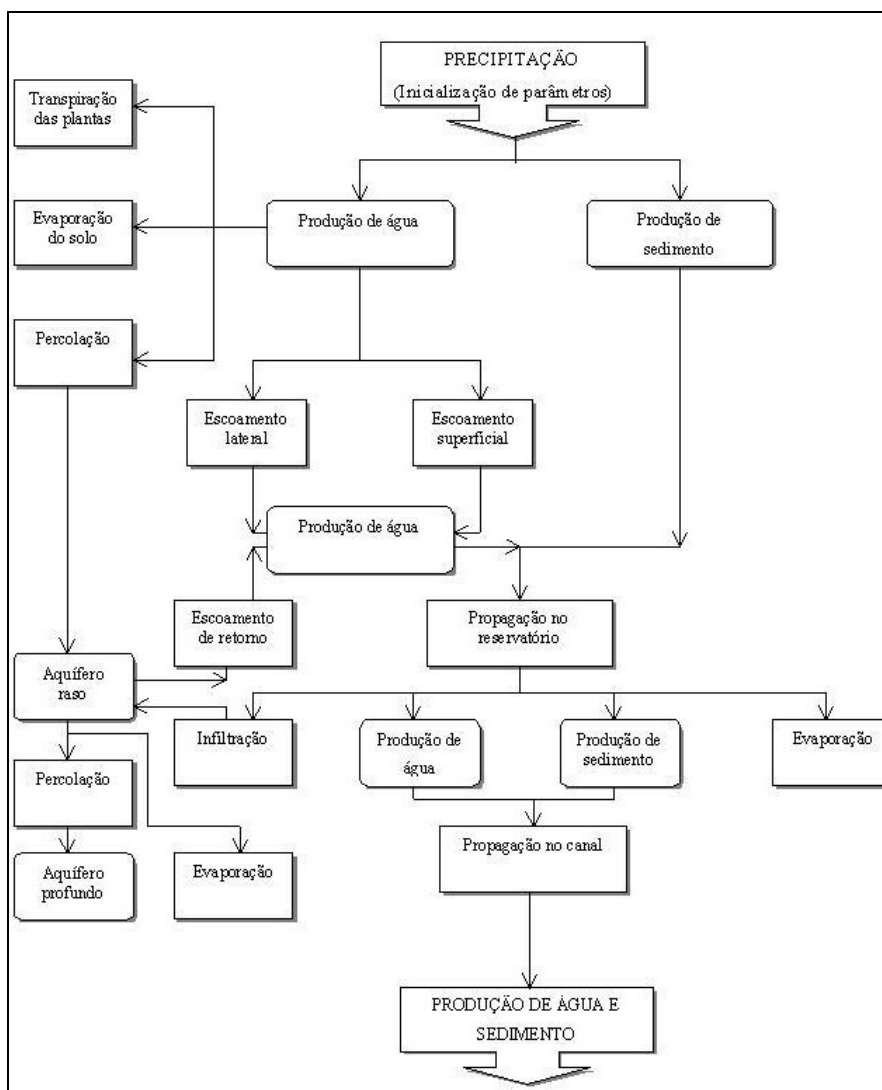 PRECIPITAÇÃO
(Inicialização de parâmetros)
Transpiração
das plantas
Evaporação
do solo
Produção de água
Produção de
sedimento
Percolação
Escoamento
lateral
Escoamento
superficial
Produção de água
Escoamento
de retorno
Propagação no
reservatório
Aquífero
raso
Infiltração
Produção de
água
Produção de
sedimento
Evaporação
Percolação
Propagação no canal
Aquífero
profundo
Evaporação
PRODUÇÃO DE ÁGUA E
SEDIMENTO